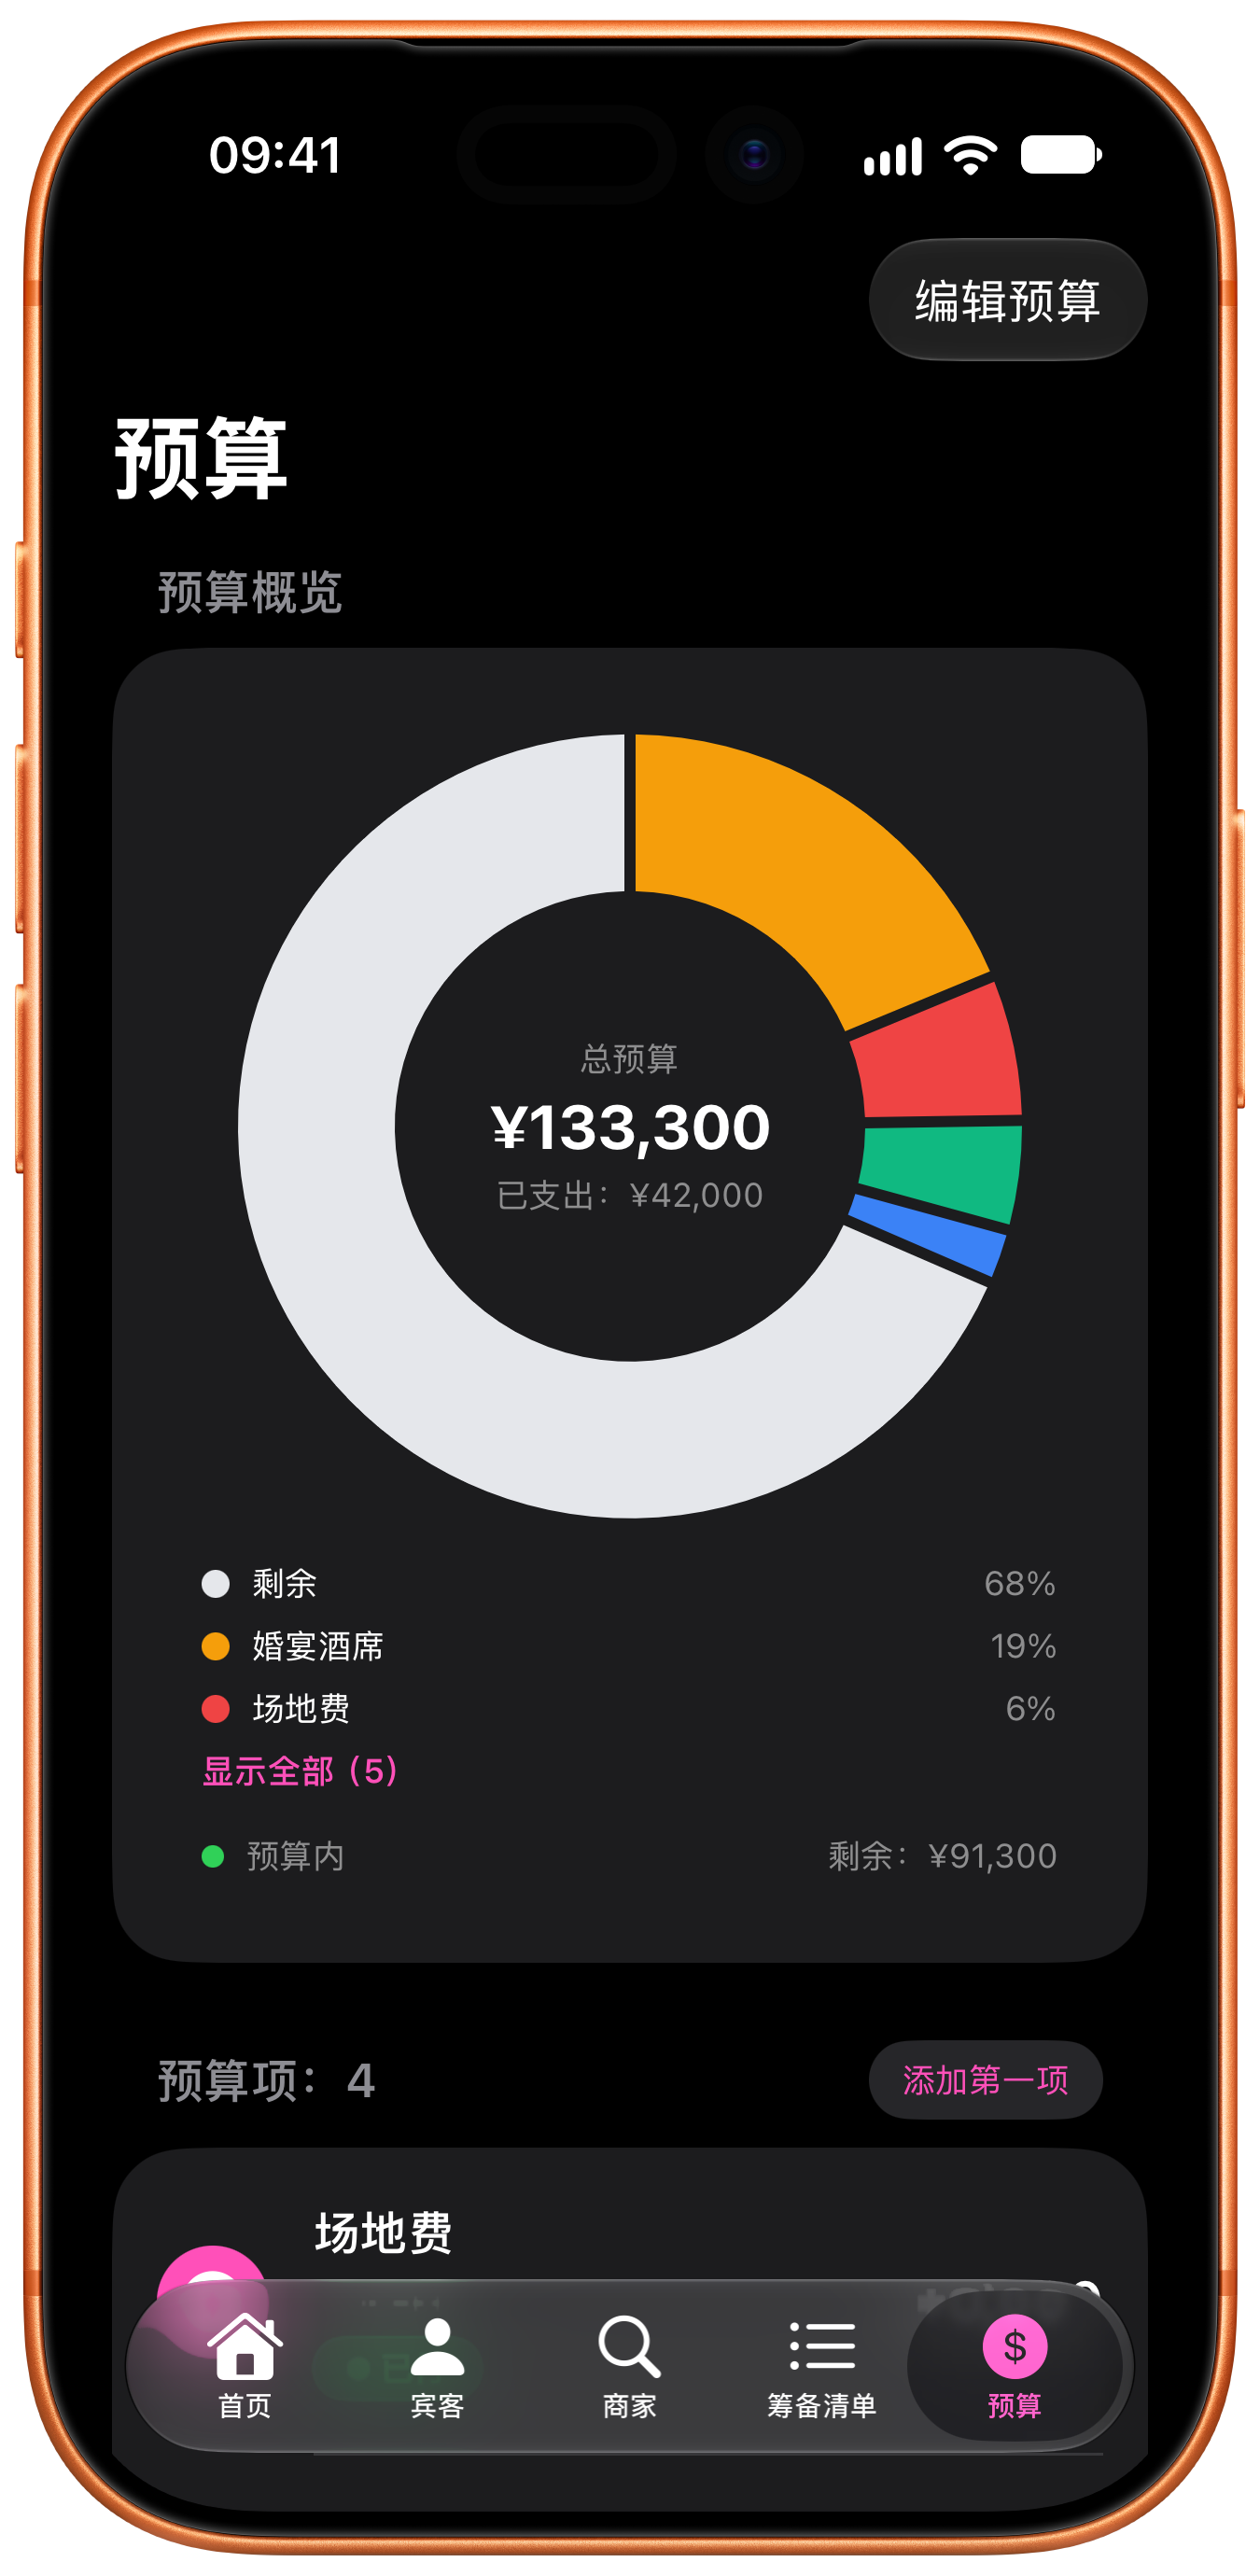 09:41
编辑预算
预算
预算概览
总预算
¥133,300
已支出：¥42,000
剩余 68%
婚宴酒席 19%
场地费 6%
显示全部（5）
预算内 剩余：¥91,300
预算项：4 添加第一项
场地费
首页 宾客 商家 筹备清单 预算